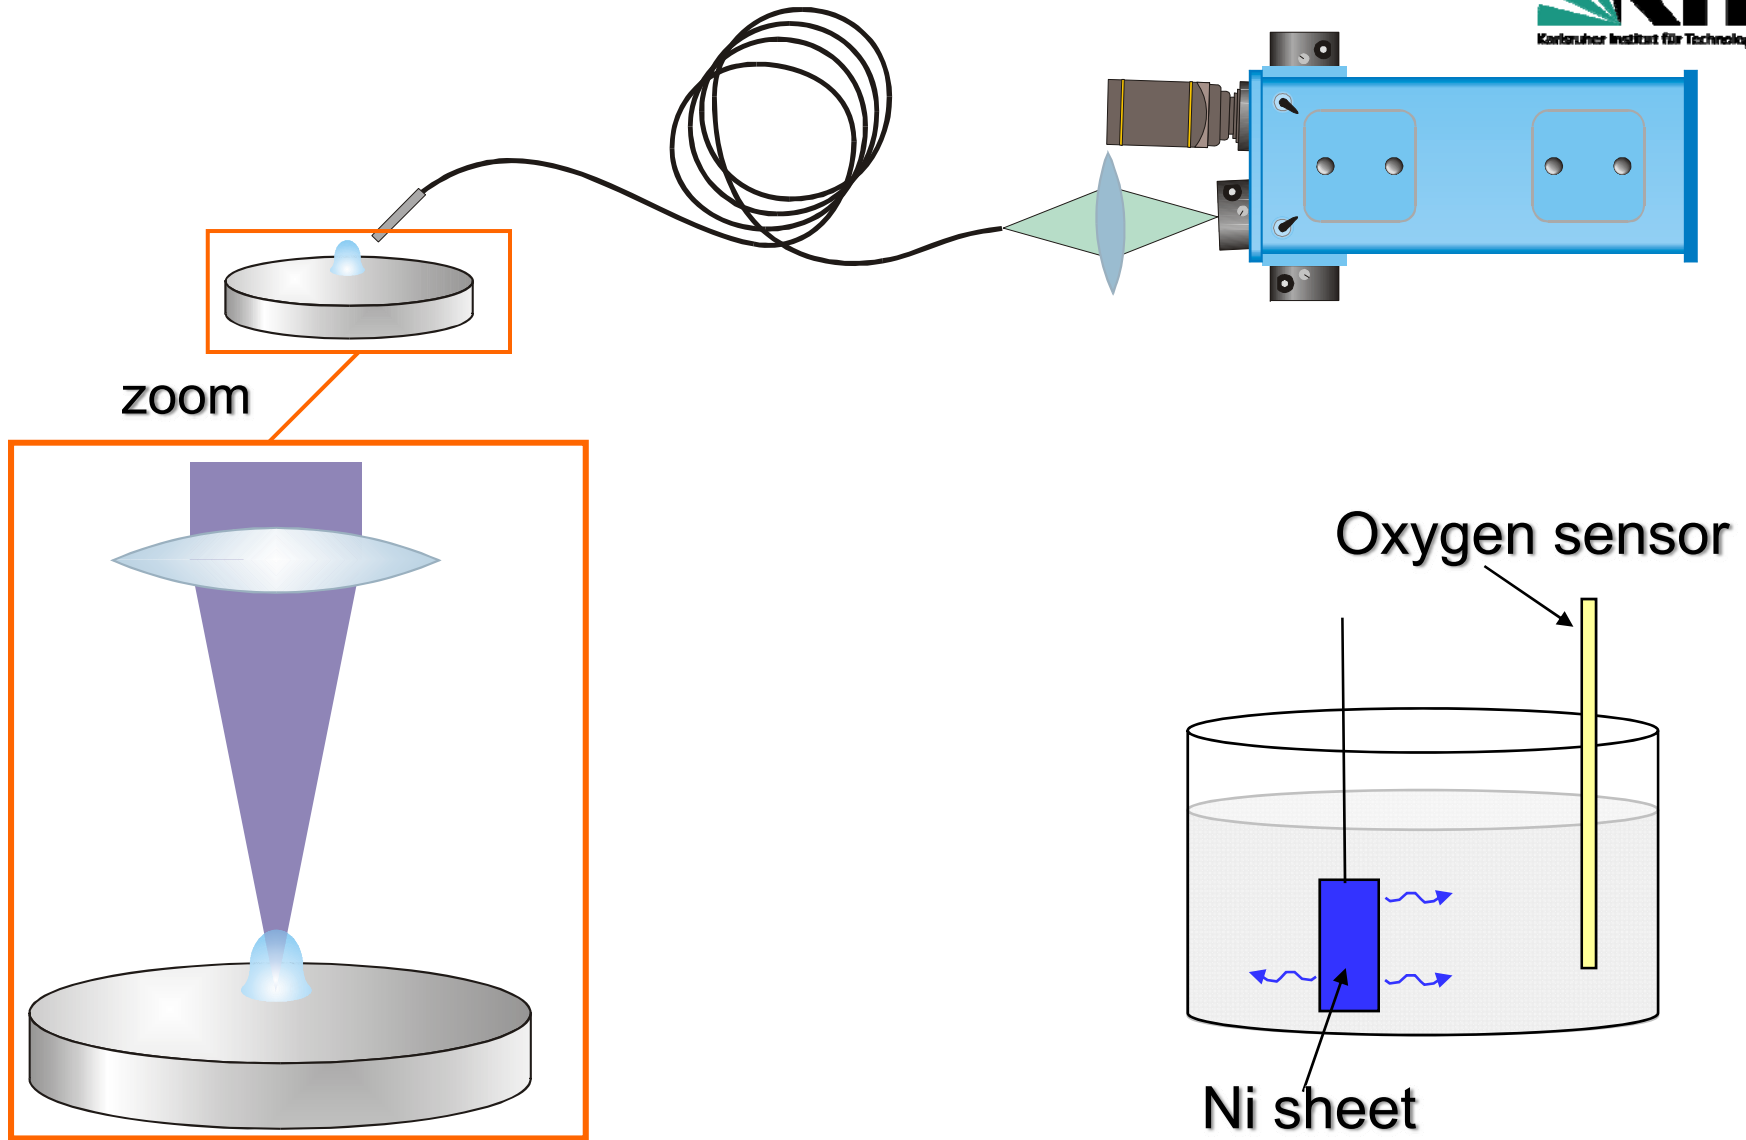 Karlsruher Institut für Technolog
zoom
Oxygen sensor
Ni sheet